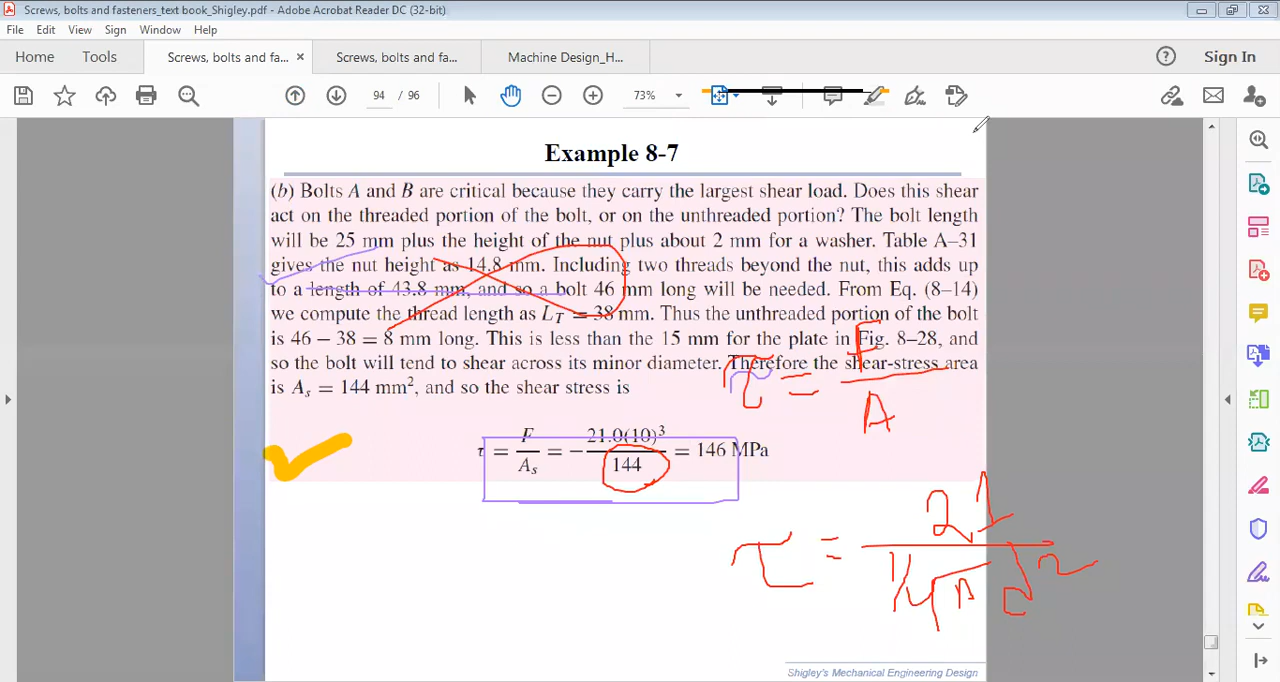 Screws, bolts and fasteners_text book_Shigley.pdf - Adobe Acrobat Reader DC (32-bit)
File Edit View Sign Window Help
Home Tools Screws, bolts and fa... × Screws, bolts and fa... Machine Design_H... Sign In
94 / 96 73%
Example 8-7
(b) Bolts A and B are critical because they carry the largest shear load. Does this shear
act on the threaded portion of the bolt, or on the unthreaded portion? The bolt length
will be 25 mm plus the height of the nut plus about 2 mm for a washer. Table A–31
gives the nut height as 14.8 mm. Including two threads beyond the nut, this adds up
to a length of 43.8 mm, and so a bolt 46 mm long will be needed. From Eq. (8–14)
we compute the thread length as L_T = 38 mm. Thus the unthreaded portion of the bolt
is 46 − 38 = 8 mm long. This is less than the 15 mm for the plate in Fig. 8–28, and
so the bolt will tend to shear across its minor diameter. Therefore the shear-stress area
is A_s = 144 mm², and so the shear stress is
τ = F/A
τ = F/A_s = − 21.0(10)³/144 = 146 MPa
Shigley's Mechanical Engineering Design